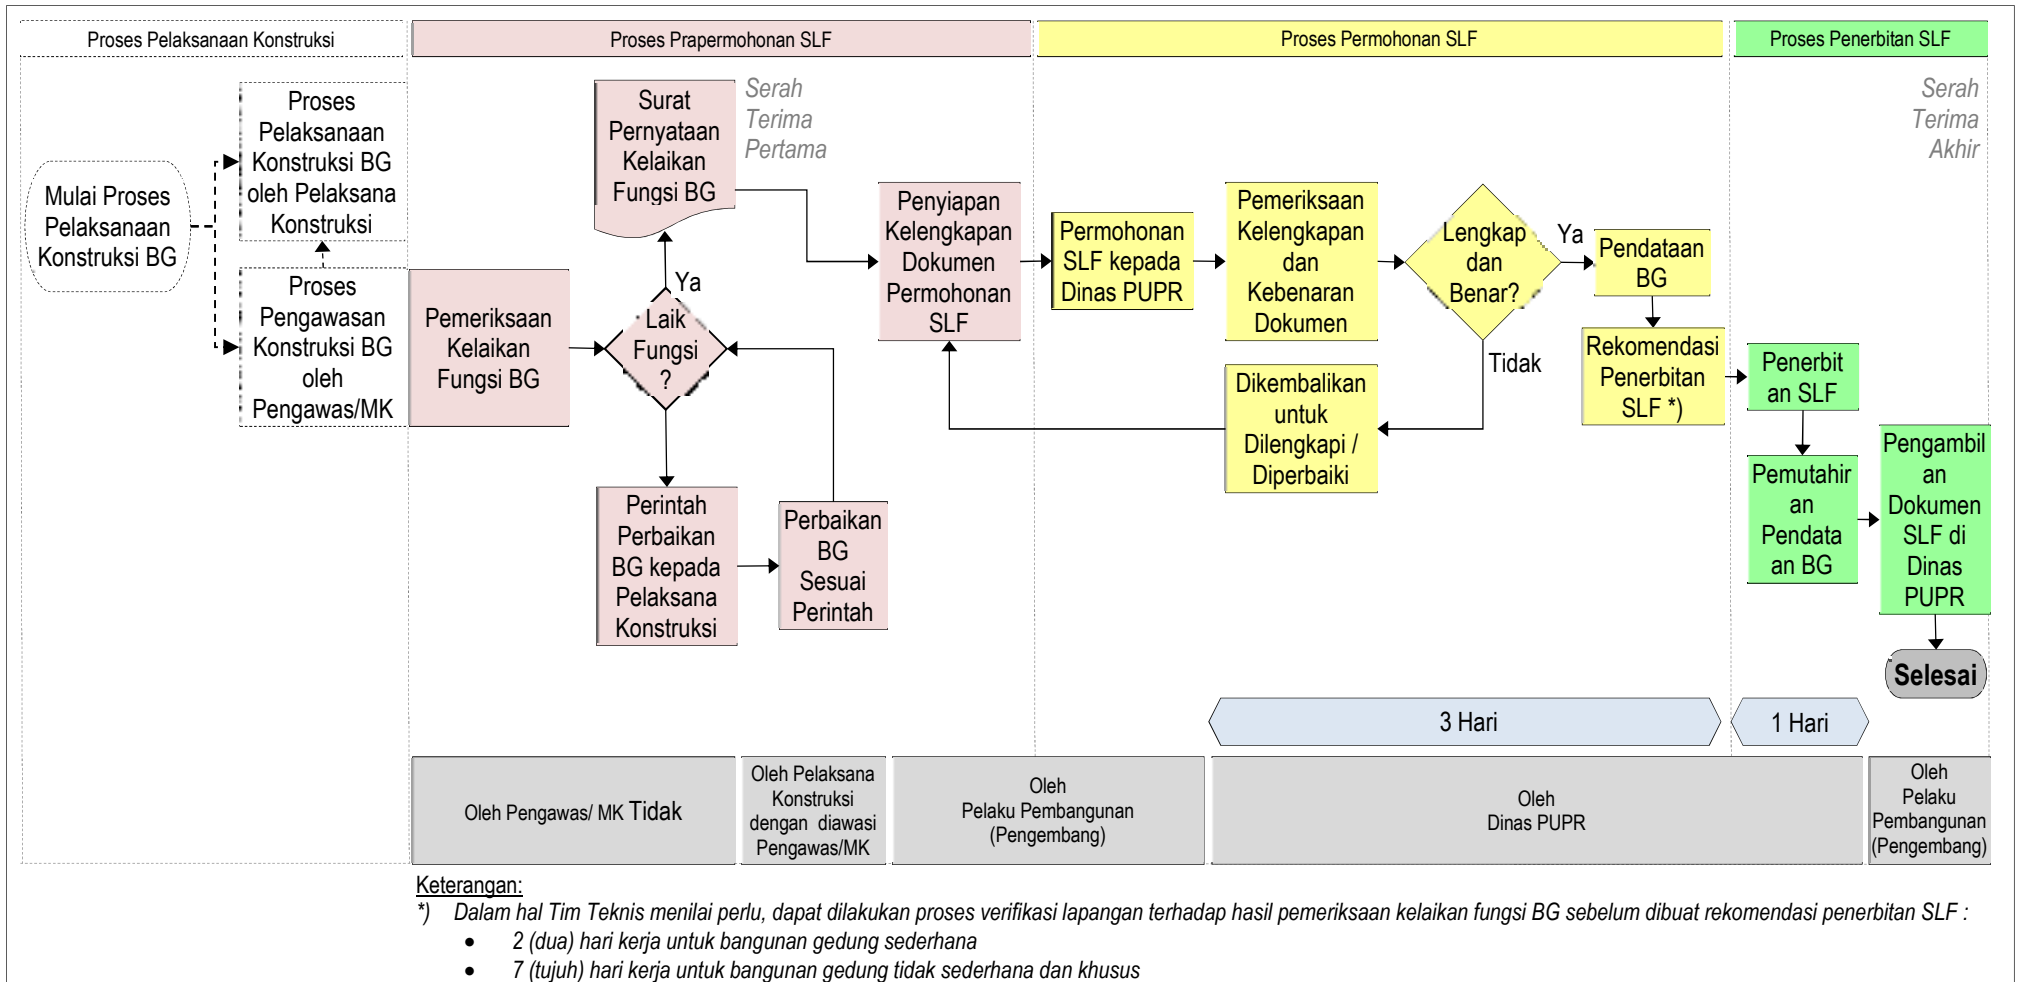 Proses Pelaksanaan Konstruksi
Proses Prapermohonan SLF
Proses Permohonan SLF
Proses Penerbitan SLF
Mulai Proses
Pelaksanaan
Konstruksi BG
Proses
Pelaksanaan
Konstruksi BG
oleh Pelaksana
Konstruksi
Proses
Pengawasan
Konstruksi BG
oleh
Pengawas/MK
Pemeriksaan
Kelaikan
Fungsi BG
Surat
Pernyataan
Kelaikan
Fungsi BG
Serah
Terima
Pertama
Ya
Laik
Fungsi
?
Perintah
Perbaikan
BG kepada
Pelaksana
Konstruksi
Perbaikan
BG
Sesuai
Perintah
Penyiapan
Kelengkapan
Dokumen
Permohonan
SLF
Permohonan
SLF kepada
Dinas PUPR
Pemeriksaan
Kelengkapan
dan
Kebenaran
Dokumen
Lengkap
dan
Benar?
Ya
Tidak
Dikembalikan
untuk
Dilengkapi /
Diperbaiki
Pendataan
BG
Rekomendasi
Penerbitan
SLF *)
Serah
Terima
Akhir
Penerbit
an SLF
Pemutahir
an
Pendata
an BG
Pengambil
an
Dokumen
SLF di
Dinas
PUPR
Selesai
3 Hari
1 Hari
Oleh Pengawas/ MK Tidak
Oleh Pelaksana
Konstruksi
dengan diawasi
Pengawas/MK
Oleh
Pelaku Pembangunan
(Pengembang)
Oleh
Dinas PUPR
Oleh
Pelaku
Pembangunan
(Pengembang)
Keterangan:
*) Dalam hal Tim Teknis menilai perlu, dapat dilakukan proses verifikasi lapangan terhadap hasil pemeriksaan kelaikan fungsi BG sebelum dibuat rekomendasi penerbitan SLF :
• 2 (dua) hari kerja untuk bangunan gedung sederhana
• 7 (tujuh) hari kerja untuk bangunan gedung tidak sederhana dan khusus